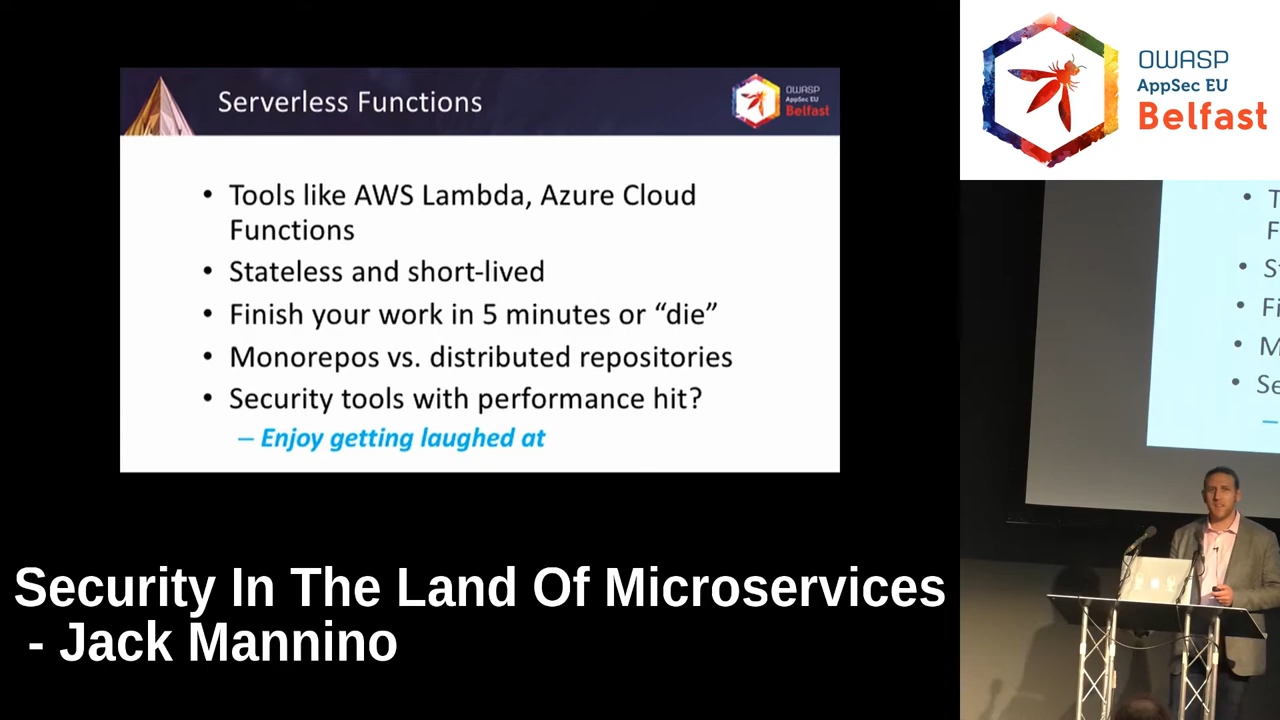 Serverless Functions
OWASP
AppSec EU
Belfast
• Tools like AWS Lambda, Azure Cloud
Functions
• Stateless and short-lived
• Finish your work in 5 minutes or “die”
• Monorepos vs. distributed repositories
• Security tools with performance hit?
– Enjoy getting laughed at
Security In The Land Of Microservices
- Jack Mannino
OWASP
AppSec EU
Belfast
• T
F
• S
• Fi
• M
• Se
–